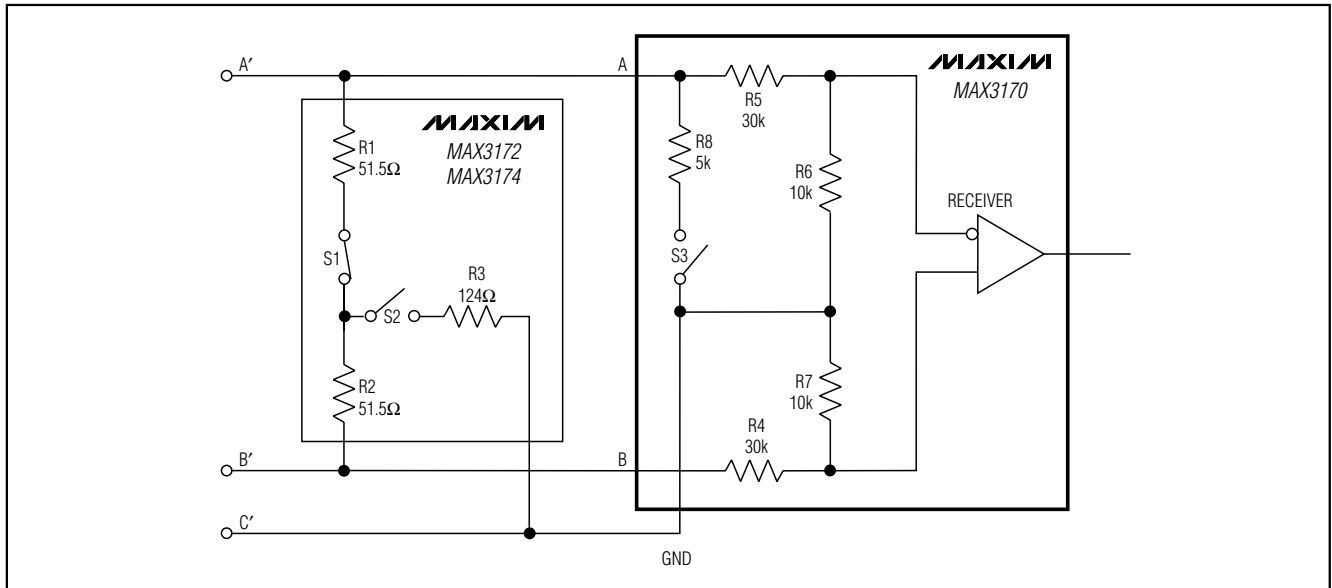 A′
A
MAXIM
MAX3170
R5
30k
MAXIM
MAX3172
MAX3174
R1
51.5Ω
R8
5k
R6
10k
RECEIVER
S1
S3
R3
124Ω
S2
R2
51.5Ω
R7
10k
R4
30k
B′
B
C′
GND